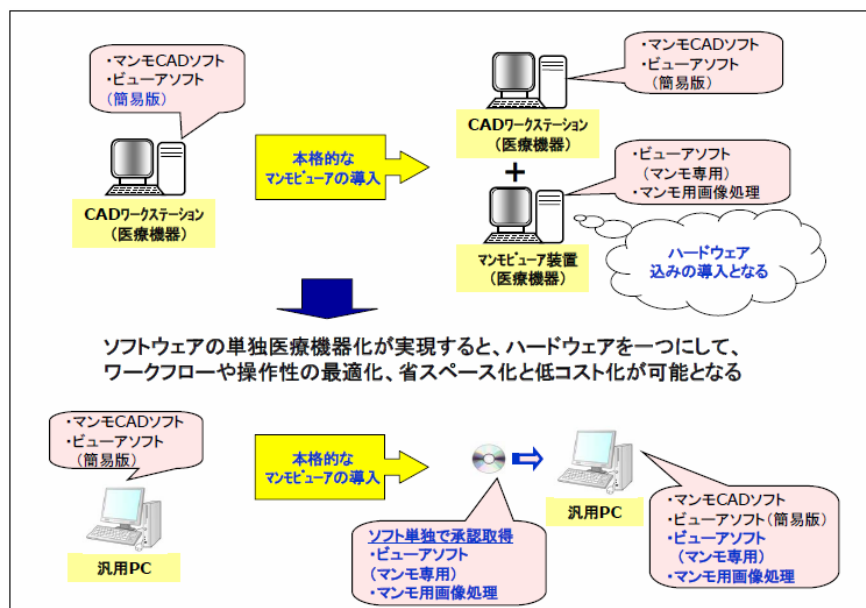 ・マンモCADソフト
・ビューアソフト
(簡易版)
CADワークステーション
(医療機器)
本格的な
マンモビューアの導入
・マンモCADソフト
・ビューアソフト
(簡易版)
CADワークステーション
(医療機器)
+
・ビューアソフト
(マンモ専用)
・マンモ用画像処理
マンモビューア装置
(医療機器)
ハードウェア
込みの導入となる
ソフトウェアの単独医療機器化が実現すると、ハードウェアを一つにして、
ワークフローや操作性の最適化、省スペース化と低コスト化が可能となる
・マンモCADソフト
・ビューアソフト
(簡易版)
汎用PC
本格的な
マンモビューアの導入
ソフト単独で承認取得
・ビューアソフト
(マンモ専用)
・マンモ用画像処理
汎用PC
・マンモCADソフト
・ビューアソフト(簡易版)
・ビューアソフト
(マンモ専用)
・マンモ用画像処理